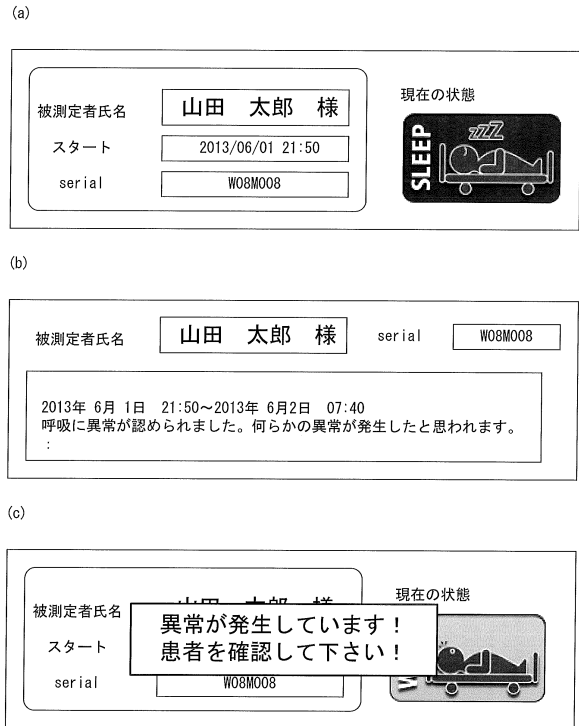 (a)
被測定者氏名 山田 太郎 様
スタート 2013/06/01 21:50
serial W08M008
現在の状態
SLEEP
zzZ
(b)
被測定者氏名 山田 太郎 様 serial W08M008
2013年 6月 1日 21:50～2013年 6月2日 07:40
呼吸に異常が認められました。何らかの異常が発生したと思われます。
:
(c)
被測定者氏名 山田 太郎 様
異常が発生しています！
患者を確認して下さい！
スタート
serial W08M008
現在の状態
W